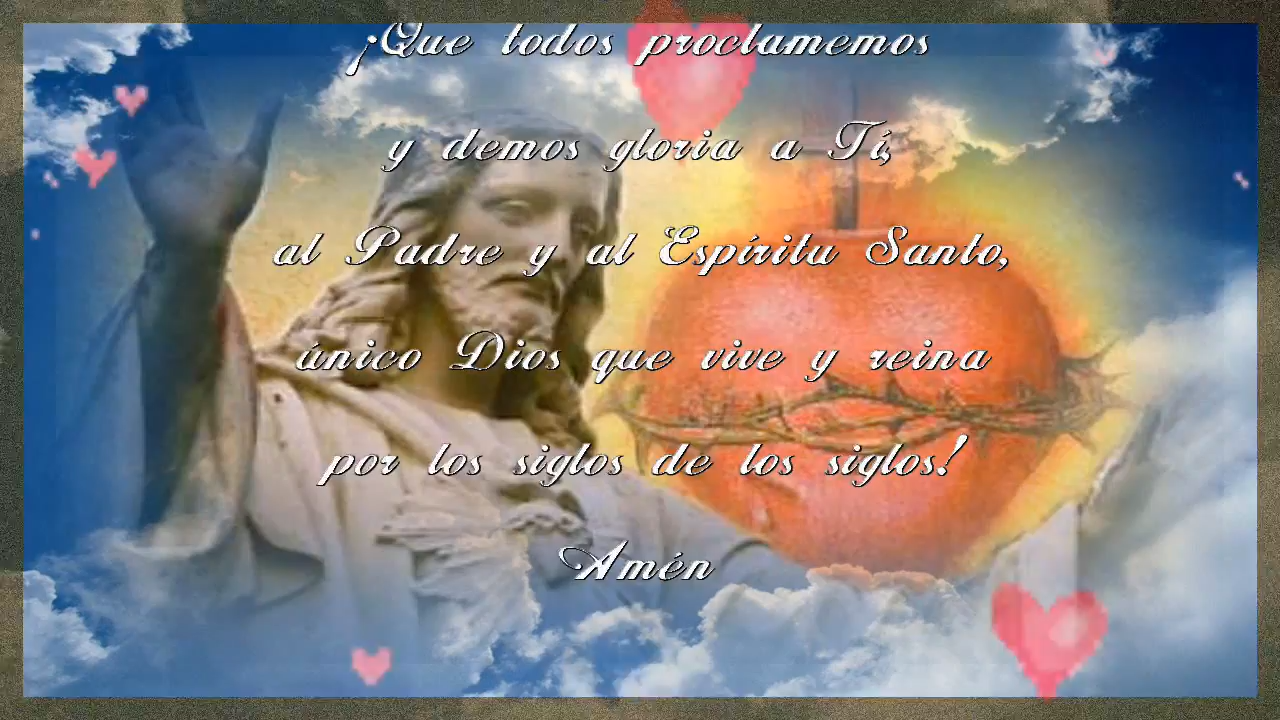 ¡Que todos proclamemos
y demos gloria a Tí,
al Padre y al Espíritu Santo,
único Dios que vive y reina
por los siglos de los siglos!
Amén